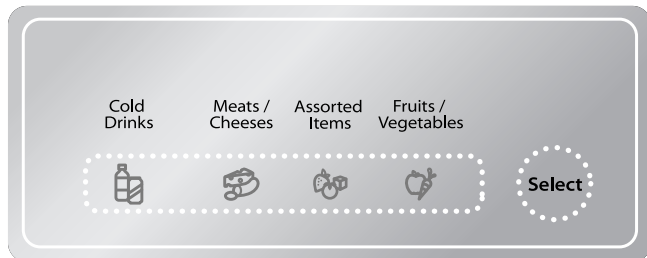 Cold
Drinks
Meats /
Cheeses
Assorted
Items
Fruits /
Vegetables
Select